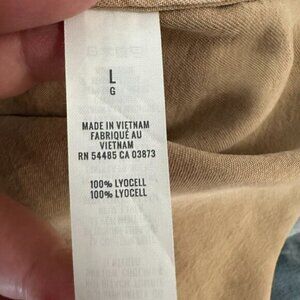 L
G
MADE IN VIETNAM
FABRIQUÉ AU
VIETNAM
RN 54485 CA 03873
100% LYOCELL
100% LYOCELL